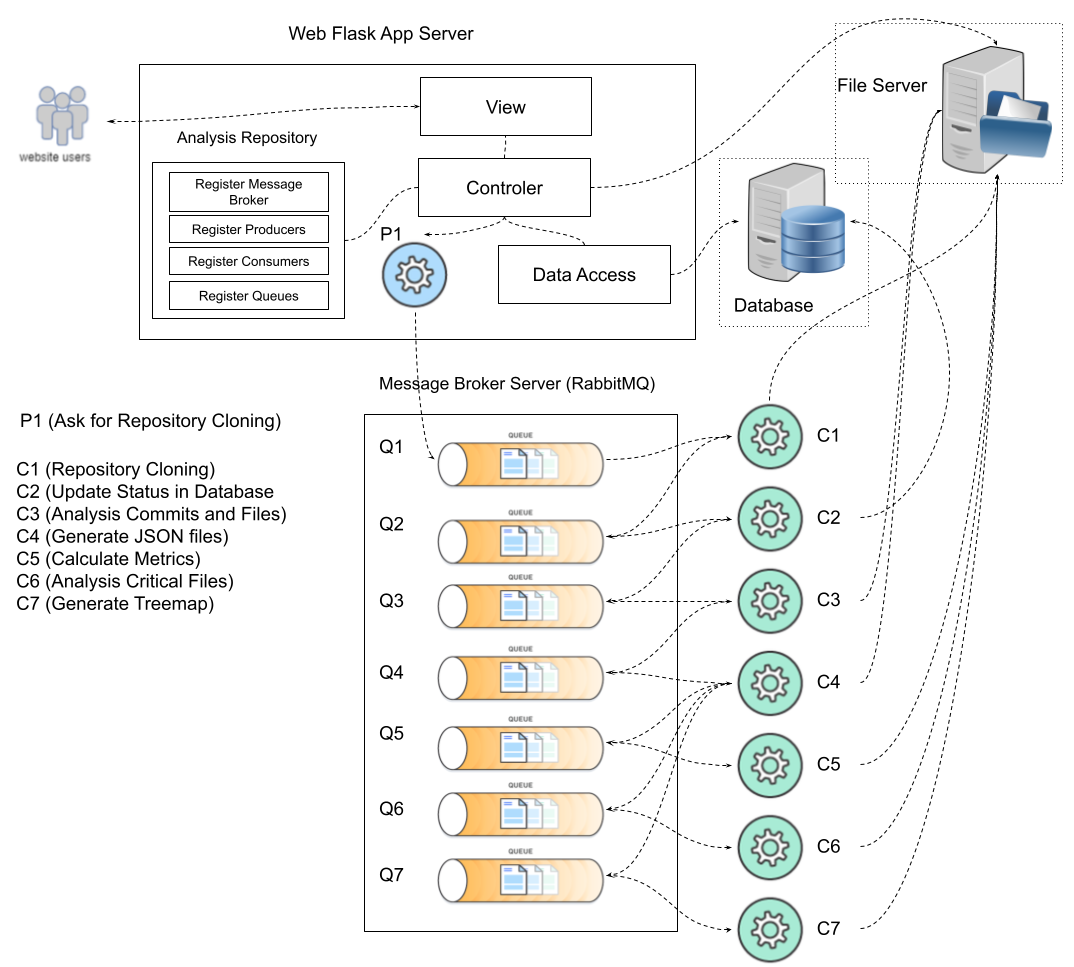 Web Flask App Server
File Server
website users
View
Analysis Repository
Controler
Register Message
Broker
Register Producers
Register Consumers
Register Queues
P1
Data Access
Database
Message Broker Server (RabbitMQ)
P1 (Ask for Repository Cloning)
C1 (Repository Cloning)
C2 (Update Status in Database
C3 (Analysis Commits and Files)
C4 (Generate JSON files)
C5 (Calculate Metrics)
C6 (Analysis Critical Files)
C7 (Generate Treemap)
QUEUE
Q1
C1
QUEUE
Q2
C2
QUEUE
Q3
C3
QUEUE
Q4
C4
QUEUE
Q5
C5
QUEUE
Q6
C6
QUEUE
Q7
C7